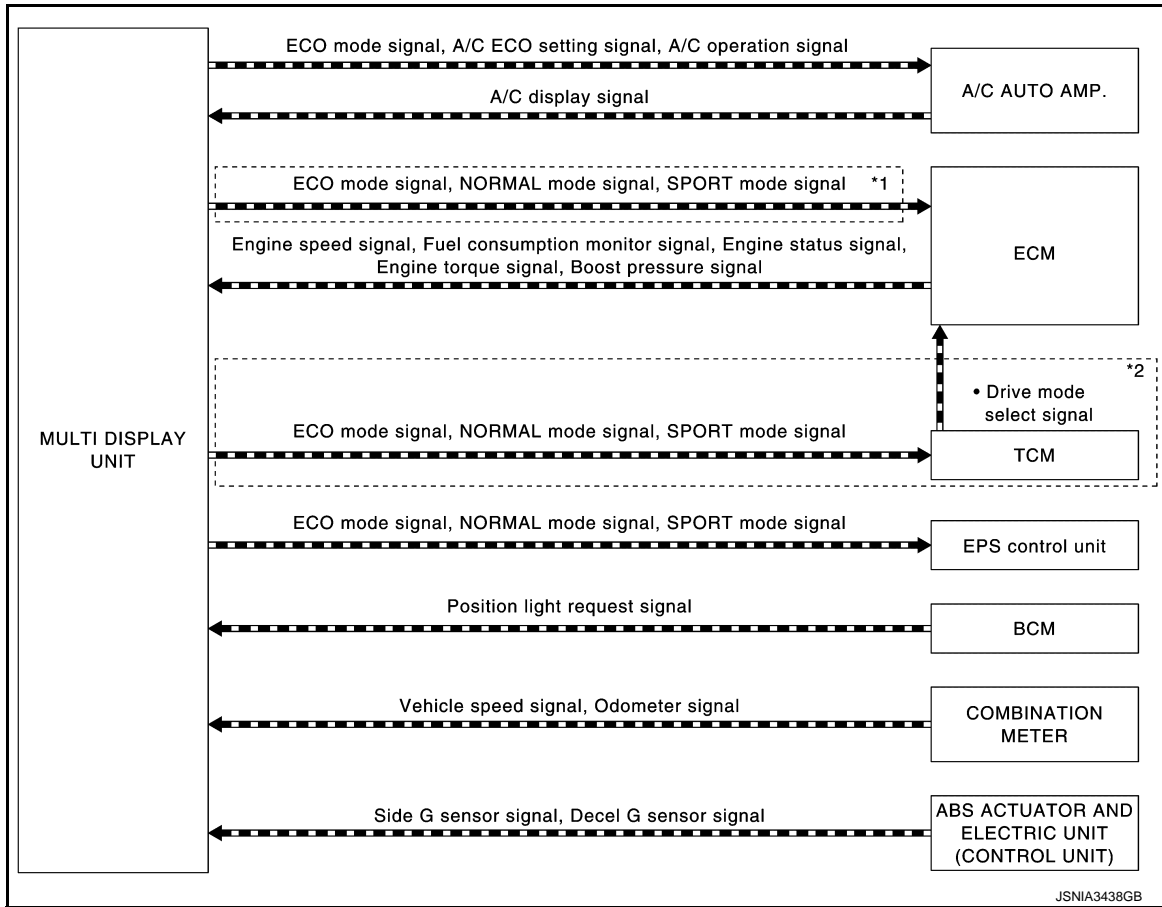 MULTI DISPLAY
UNIT
ECO mode signal, A/C ECO setting signal, A/C operation signal
A/C display signal
A/C AUTO AMP.
ECO mode signal, NORMAL mode signal, SPORT mode signal *1
Engine speed signal, Fuel consumption monitor signal, Engine status signal,
Engine torque signal, Boost pressure signal
ECM
*2
• Drive mode
select signal
ECO mode signal, NORMAL mode signal, SPORT mode signal
TCM
ECO mode signal, NORMAL mode signal, SPORT mode signal
EPS control unit
Position light request signal
BCM
Vehicle speed signal, Odometer signal
COMBINATION
METER
Side G sensor signal, Decel G sensor signal
ABS ACTUATOR AND
ELECTRIC UNIT
(CONTROL UNIT)
JSNIA3438GB